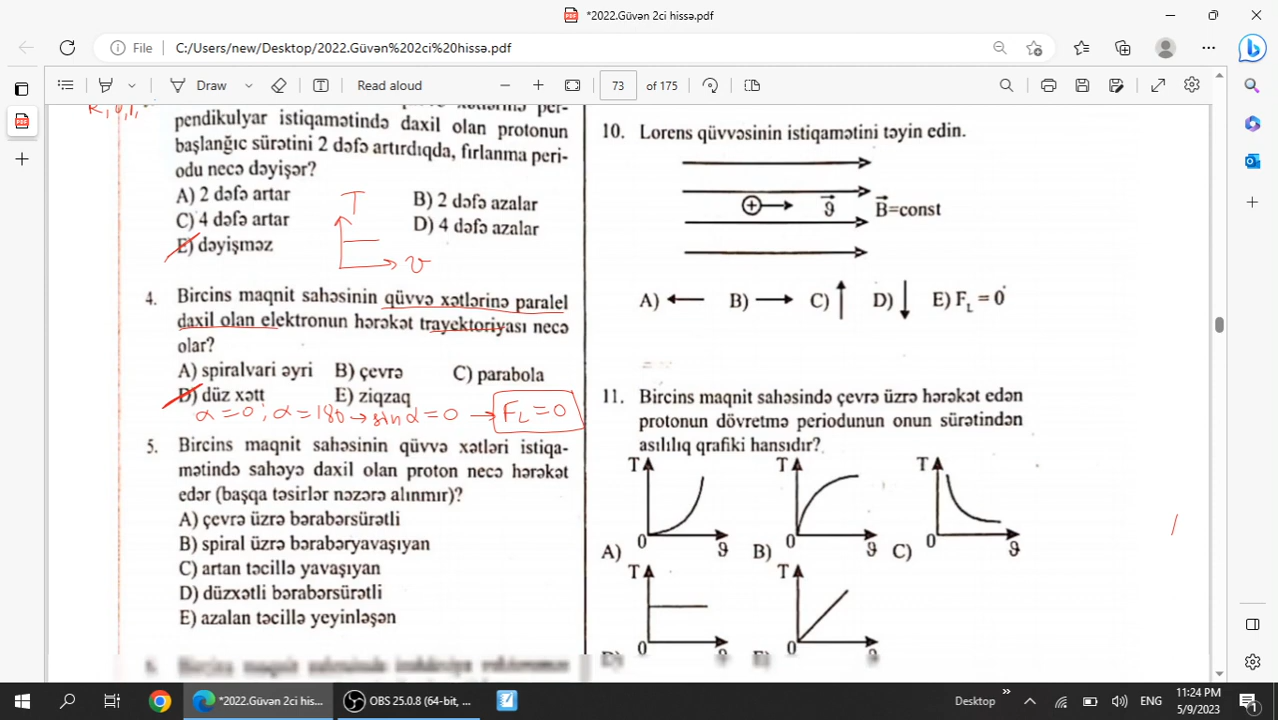 *2022.Güvən 2ci hissə.pdf
File C:/Users/new/Desktop/2022.Güvən%202ci%20hissə.pdf
Draw Read aloud 73 of 175
pendikulyar istiqamətində daxil olan protonun
başlanğıc sürətini 2 dəfə artırdıqda, fırlanma peri-
odu necə dəyişər?
A) 2 dəfə artar B) 2 dəfə azalar
C) 4 dəfə artar D) 4 dəfə azalar
E) dəyişməz
T
v
4. Bircins maqnit sahəsinin qüvvə xətlərinə paralel
daxil olan elektronun hərəkət trayektoriyası necə
olar?
A) spiralvari əyri B) çevrə C) parabola
D) düz xətt E) ziqzaq
α=0; α=180→sinα=0 → F_L=0
5. Bircins maqnit sahəsinin qüvvə xətləri istiqa-
mətində sahəyə daxil olan proton necə hərəkət
edər (başqa təsirlər nəzərə alınmır)?
A) çevrə üzrə bərabərsürətli
B) spiral üzrə bərabəryavaşıyan
C) artan təcillə yavaşıyan
D) düzxətli bərabərsürətli
E) azalan təcillə yeyinləşən
10. Lorens qüvvəsinin istiqamətini təyin edin.
ϑ B=const
A) ← B) → C) ↑ D) ↓ E) F_L = 0
11. Bircins maqnit sahəsində çevrə üzrə hərəkət edən
protonun dövretmə periodunun onun sürətindən
asılılıq qrafiki hansıdır?
T T T
A) 0 ϑ B) 0 ϑ C) 0 ϑ
T T
D) 0 ϑ E) 0 ϑ
*2022.Güvən 2ci his... OBS 25.0.8 (64-bit, ... Desktop ENG
11:24 PM
5/9/2023
1